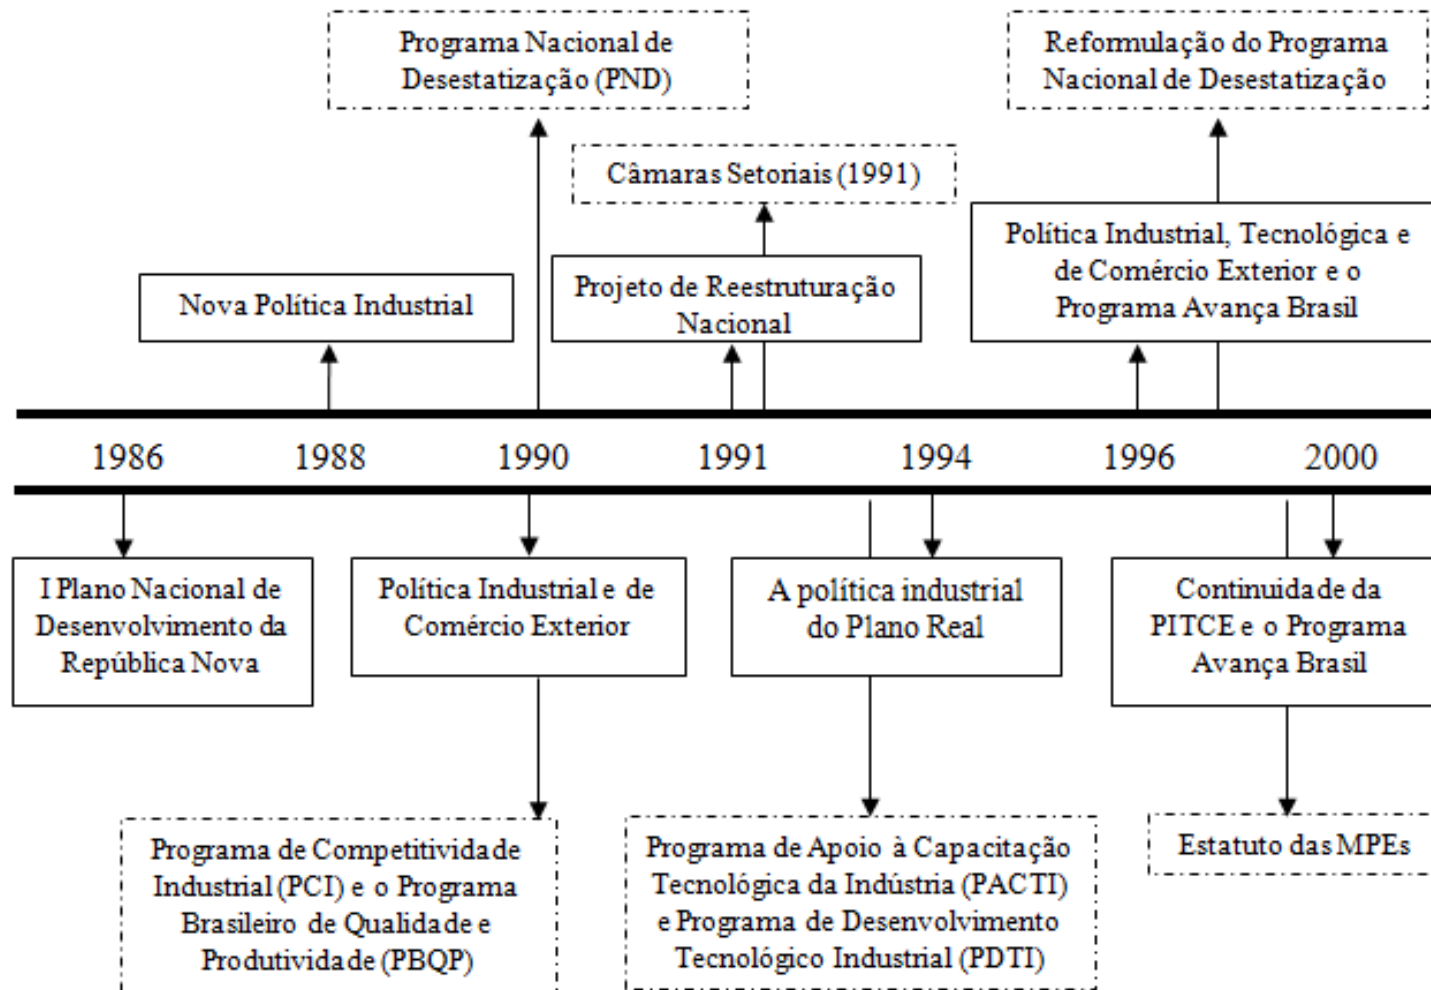 Programa Nacional de
Desestatização (PND)
Reformulação do Programa
Nacional de Desestatização
Câmaras Setoriais (1991)
Nova Política Industrial
Projeto de Reestruturação
Nacional
Política Industrial, Tecnológica e
de Comércio Exterior e o
Programa Avança Brasil
1986
1988
1990
1991
1994
1996
2000
I Plano Nacional de
Desenvolvimento da
República Nova
Política Industrial e de
Comércio Exterior
A política industrial
do Plano Real
Continuidade da
PITCE e o Programa
Avança Brasil
Programa de Competitividade
Industrial (PCI) e o Programa
Brasileiro de Qualidade e
Produtividade (PBQP)
Programa de Apoio à Capacitação
Tecnológica da Indústria (PACTI)
e Programa de Desenvolvimento
Tecnológico Industrial (PDTI)
Estatuto das MPEs